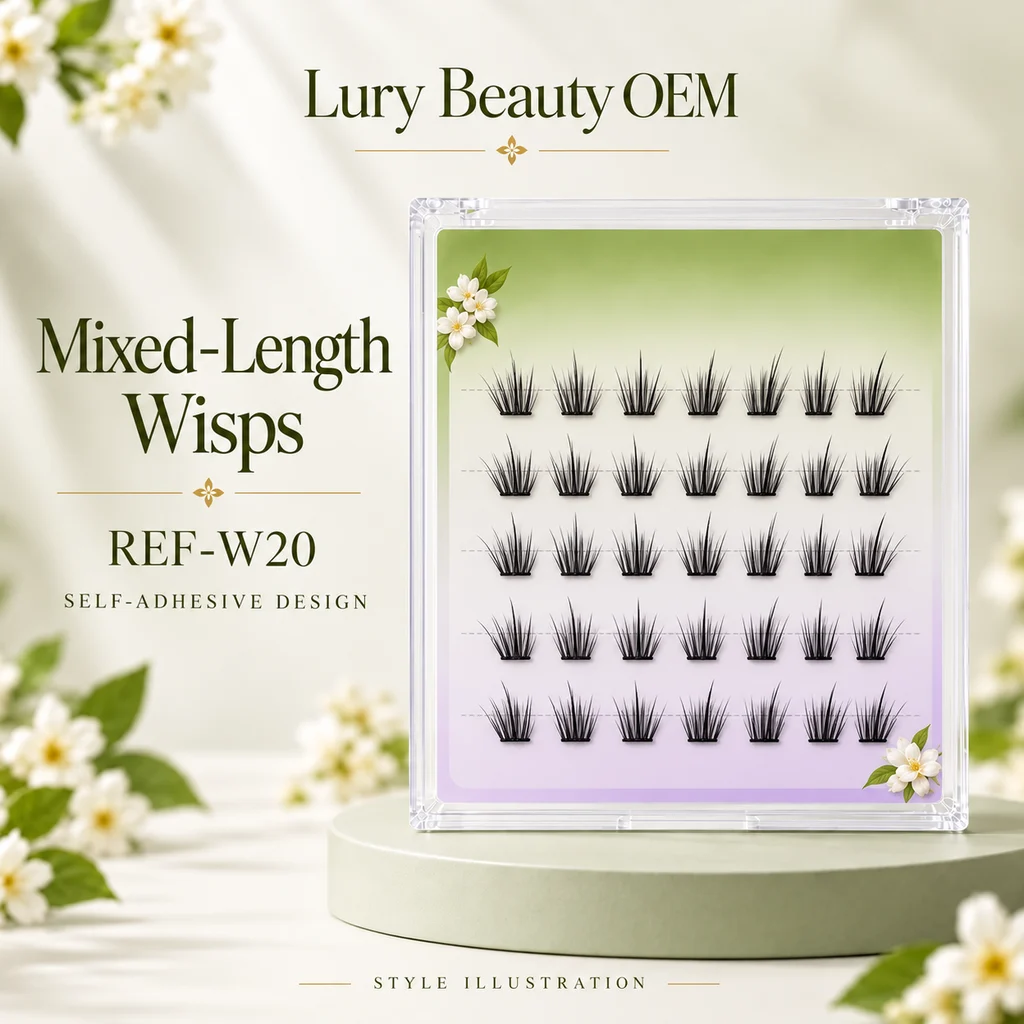 Lury Beauty OEM
Mixed-Length
Wisps
REF-W20
SELF-ADHESIVE DESIGN
STYLE ILLUSTRATION